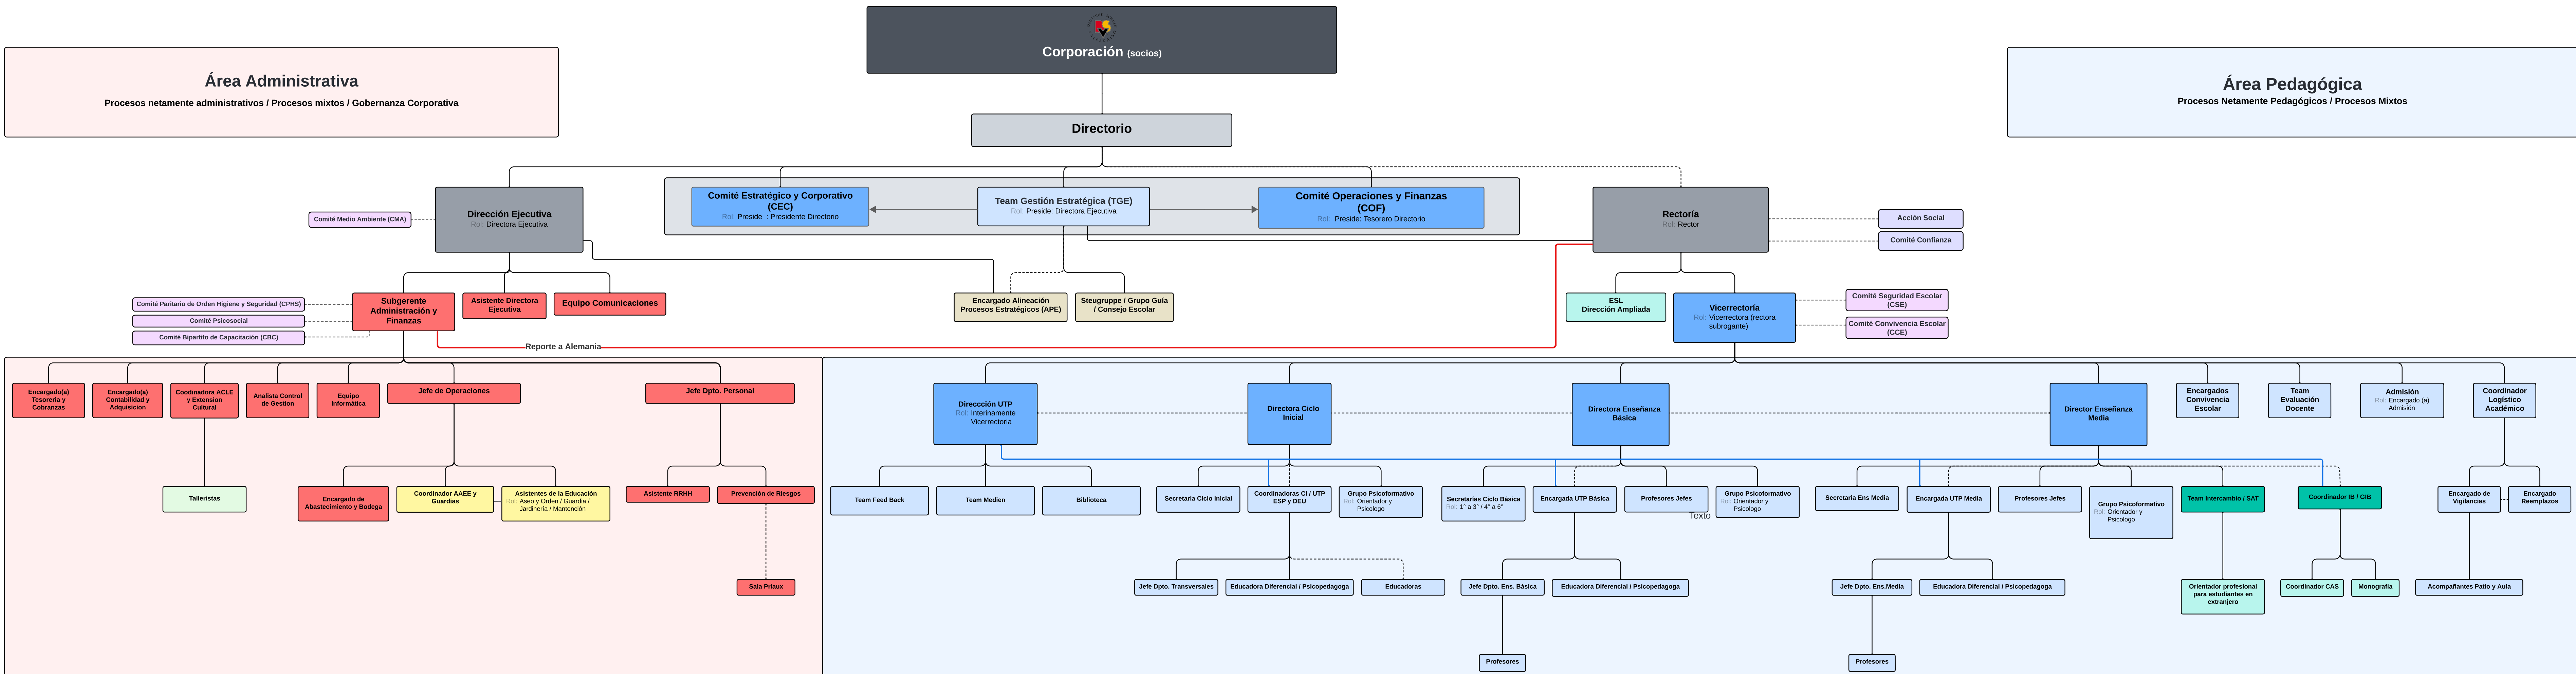 Corporación (socios)
Área Administrativa
Procesos netamente administrativos / Procesos mixtos / Gobernanza Corporativa
Área Pedagógica
Procesos Netamente Pedagógicos / Procesos Mixtos
Directorio
Dirección Ejecutiva
Rol: Directora Ejecutiva
Comité Estratégico y Corporativo
(CEC)
Rol: Preside : Presidente Directorio
Team Gestión Estratégica (TGE)
Rol: Preside: Directora Ejecutiva
Comité Operaciones y Finanzas
(COF)
Rol: Preside: Tesorero Directorio
Rectoría
Rol: Rector
Comité Medio Ambiente (CMA)
Acción Social
Comité Confianza
Comité Paritario de Orden Higiene y Seguridad (CPHS)
Comité Psicosocial
Comité Bipartito de Capacitación (CBC)
Subgerente
Administración y
Finanzas
Asistente Directora
Ejecutiva
Equipo Comunicaciones
Encargado Alineación
Procesos Estratégicos (APE)
Steugruppe / Grupo Guía
/ Consejo Escolar
ESL
Dirección Ampliada
Vicerrectoría
Rol: Vicerrectora (rectora
subrogante)
Comité Seguridad Escolar
(CSE)
Comité Convivencia Escolar
(CCE)
Reporte a Alemania
Encargado(a)
Tesorería y
Cobranzas
Encargado(a)
Contabilidad y
Adquisicion
Coodinadora ACLE
y Extension
Cultural
Analista Control
de Gestion
Equipo
Informática
Jefe de Operaciones
Jefe Dpto. Personal
Direccción UTP
Rol: Interinamente
Vicerrectoria
Directora Ciclo
Inicial
Directora Enseñanza
Básica
Director Enseñanza
Media
Encargados
Convivencia
Escolar
Team
Evaluación
Docente
Admisión
Rol: Encargado (a)
Admisión
Coordinador
Logístico
Académico
Talleristas
Encargado de
Abastecimiento y Bodega
Coordinador AAEE y
Guardias
Asistentes de la Educación
Rol: Aseo y Orden / Guardia /
Jardinería / Mantención
Asistente RRHH
Prevención de Riesgos
Team Feed Back
Team Medien
Biblioteca
Secretaria Ciclo Inicial
Coordinadoras CI / UTP
ESP y DEU
Grupo Psicoformativo
Rol: Orientador y
Psicologo
Secretarías Ciclo Básica
Rol: 1° a 3° / 4° a 6°
Encargada UTP Básica
Profesores Jefes
Texto
Grupo Psicoformativo
Rol: Orientador y
Psicologo
Secretaria Ens Media
Encargada UTP Media
Profesores Jefes
Grupo Psicoformativo
Rol: Orientador y
Psicologo
Team Intercambio / SAT
Coordinador IB / GIB
Encargado de
Vigilancias
Encargado
Reemplazos
Sala Priaux
Jefe Dpto. Transversales
Educadora Diferencial / Psicopedagoga
Educadoras
Jefe Dpto. Ens. Básica
Educadora Diferencial / Psicopedagoga
Jefe Dpto. Ens.Media
Educadora Diferencial / Psicopedagoga
Orientador profesional
para estudiantes en
extranjero
Coordinador CAS
Monografía
Acompañantes Patio y Aula
Profesores
Profesores